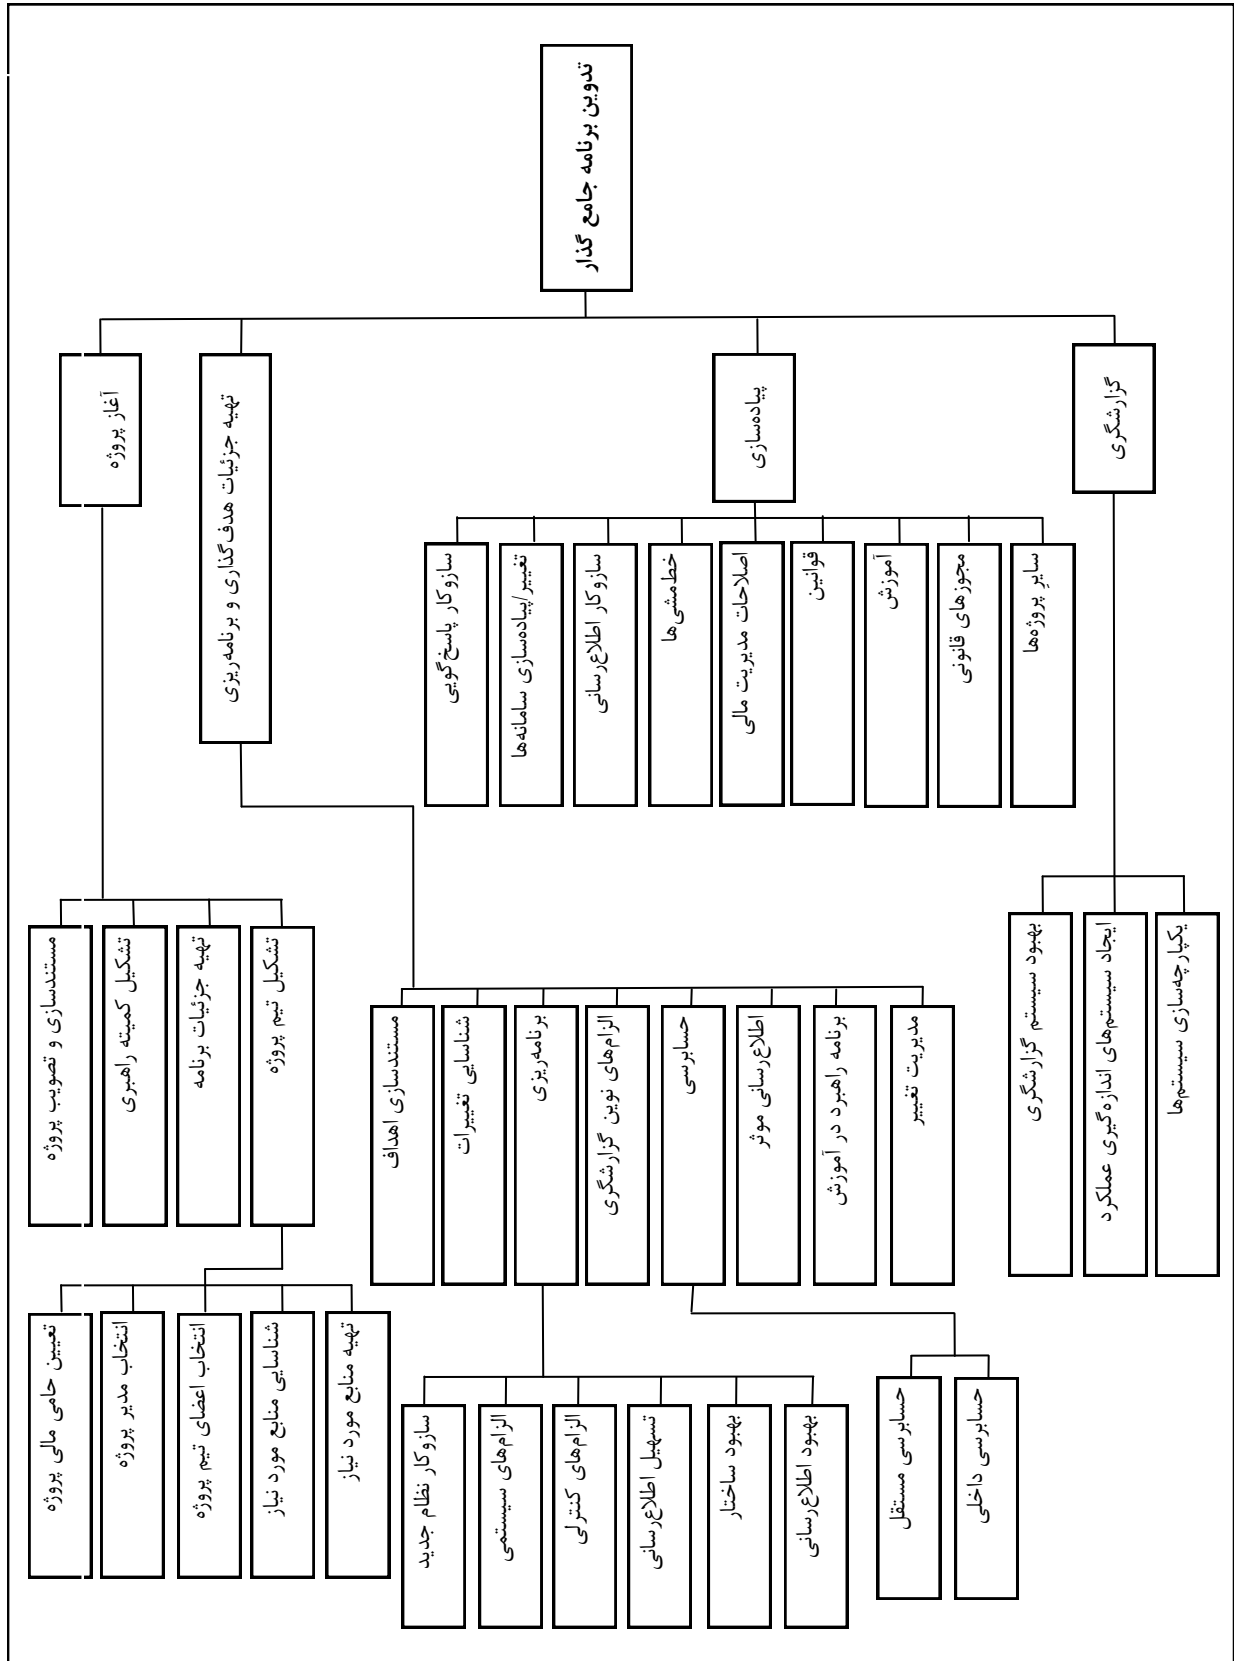 تدوین برنامه جامع گذار
آغاز پروژه
تهیه جزئیات هدف‌گذاری و برنامه‌ریزی
پیاده‌سازی
گزارشگری
سازوکار پاسخ‌گویی
تغییر/پیاده‌سازی سامانه‌ها
سازوکار اطلاع‌رسانی
خط‌مشی‌ها
اصلاحات مدیریت مالی
قوانین
آموزش
مجوزهای قانونی
سایرِ پروژه‌ها
مستندسازی و تصویب پروژه
تشکیل کمیته راهبری
تهیه جزئیات برنامه
تشکیل تیم پروژه
مستندسازی اهداف
شناسایی تغییرات
برنامه‌ریزی
الزام‌های نوین گزارشگری
حسابرسی
اطلاع‌رسانی موثر
برنامه راهبرد در آموزش
مدیریت تغییر
بهبود سیستم گزارشگری
ایجاد سیستم‌های اندازه‌گیری عملکرد
یکپارچه‌سازی سیستم‌ها
تعیین حامی مالی پروژه
انتخاب مدیر پروژه
انتخاب اعضای تیم پروژه
شناسایی منابع مورد نیاز
تهیه منابع مورد نیاز
سازوکار نظام جدید
الزام‌های سیستمی
الزام‌های کنترلی
تسهیل اطلاع‌رسانی
بهبود ساختار
بهبود اطلاع‌رسانی
حسابرسی مستقل
حسابرسی داخلی